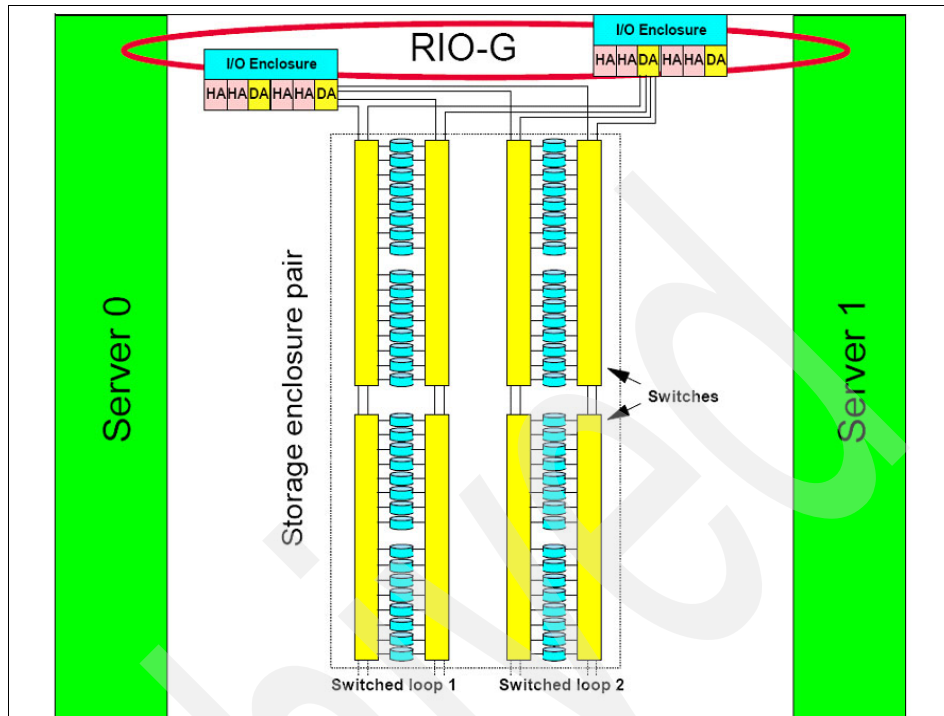 I/O Enclosure
HA HA DA HA HA DA
RIO-G
I/O Enclosure
HA HA DA HA HA DA
Server 0
Storage enclosure pair
Switches
Server 1
Switched loop 1
Switched loop 2